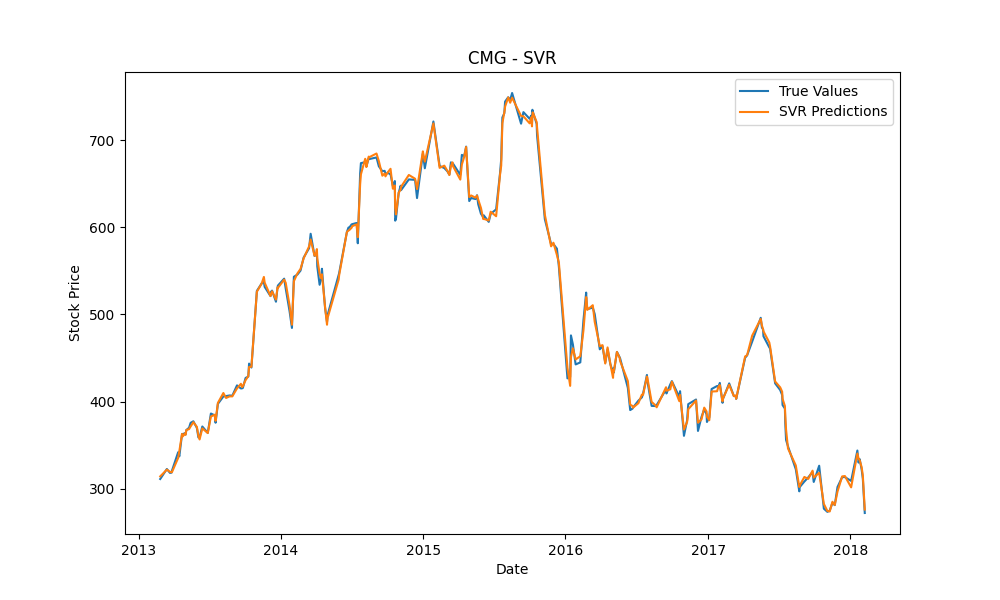 CMG - SVR
True Values
SVR Predictions
700
600
500
400
300
Stock Price
2013
2014
2015
2016
2017
2018
Date